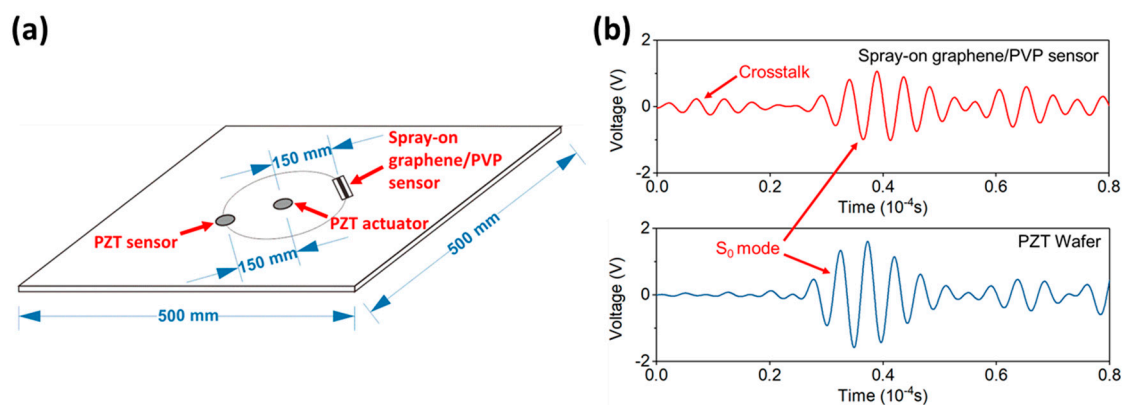 (a)
Spray-on
graphene/PVP
sensor
150 mm
PZT actuator
PZT sensor
150 mm
500 mm
500 mm
(b)
2
0
2
Voltage (V)
Spray-on graphene/PVP sensor
Crosstalk
0.0 0.2 0.4 0.6 0.8
Time (10⁻⁴s)
S₀ mode
2
0
-2
Voltage (V)
PZT Wafer
0.0 0.2 0.4 0.6 0.8
Time (10⁻⁴s)